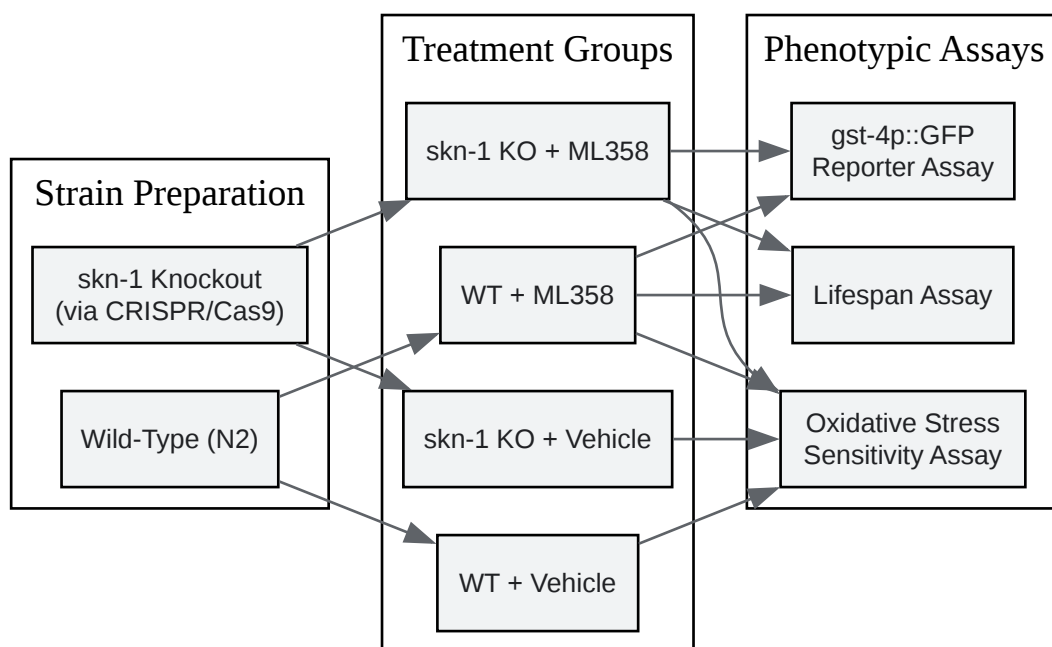 Strain Preparation
skn-1 Knockout
(via CRISPR/Cas9)
Wild-Type (N2)
Treatment Groups
skn-1 KO + ML358
WT + ML358
skn-1 KO + Vehicle
WT + Vehicle
Phenotypic Assays
gst-4p::GFP
Reporter Assay
Lifespan Assay
Oxidative Stress
Sensitivity Assay